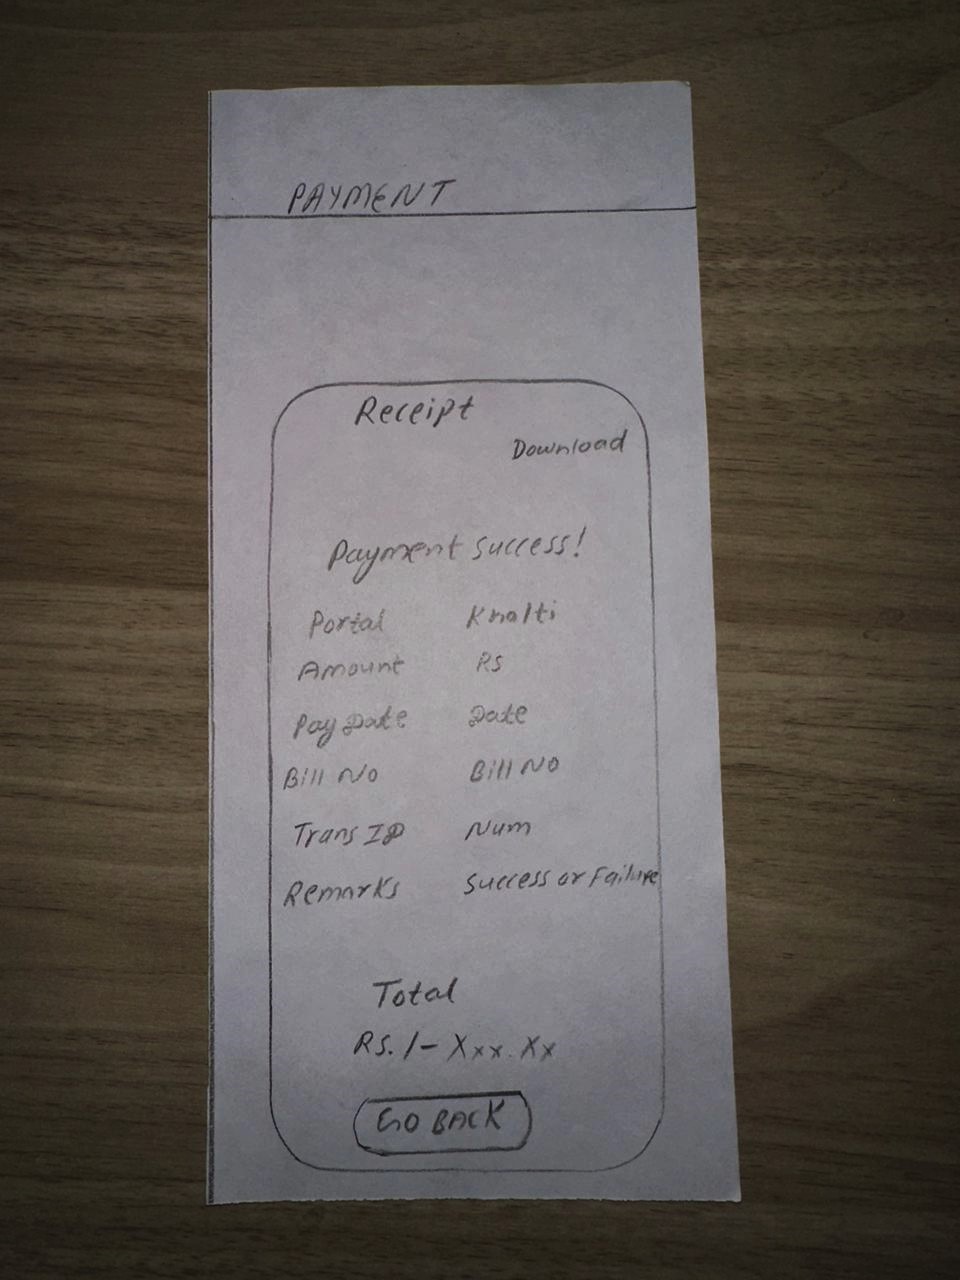 PAYMENT
Receipt
Download
Payment success!
Portal Khalti
Amount Rs
Pay Date Date
Bill No Bill No
Trans ID Num
Remarks Success or Failure
Total
RS. /- Xxx.Xx
GO BACK